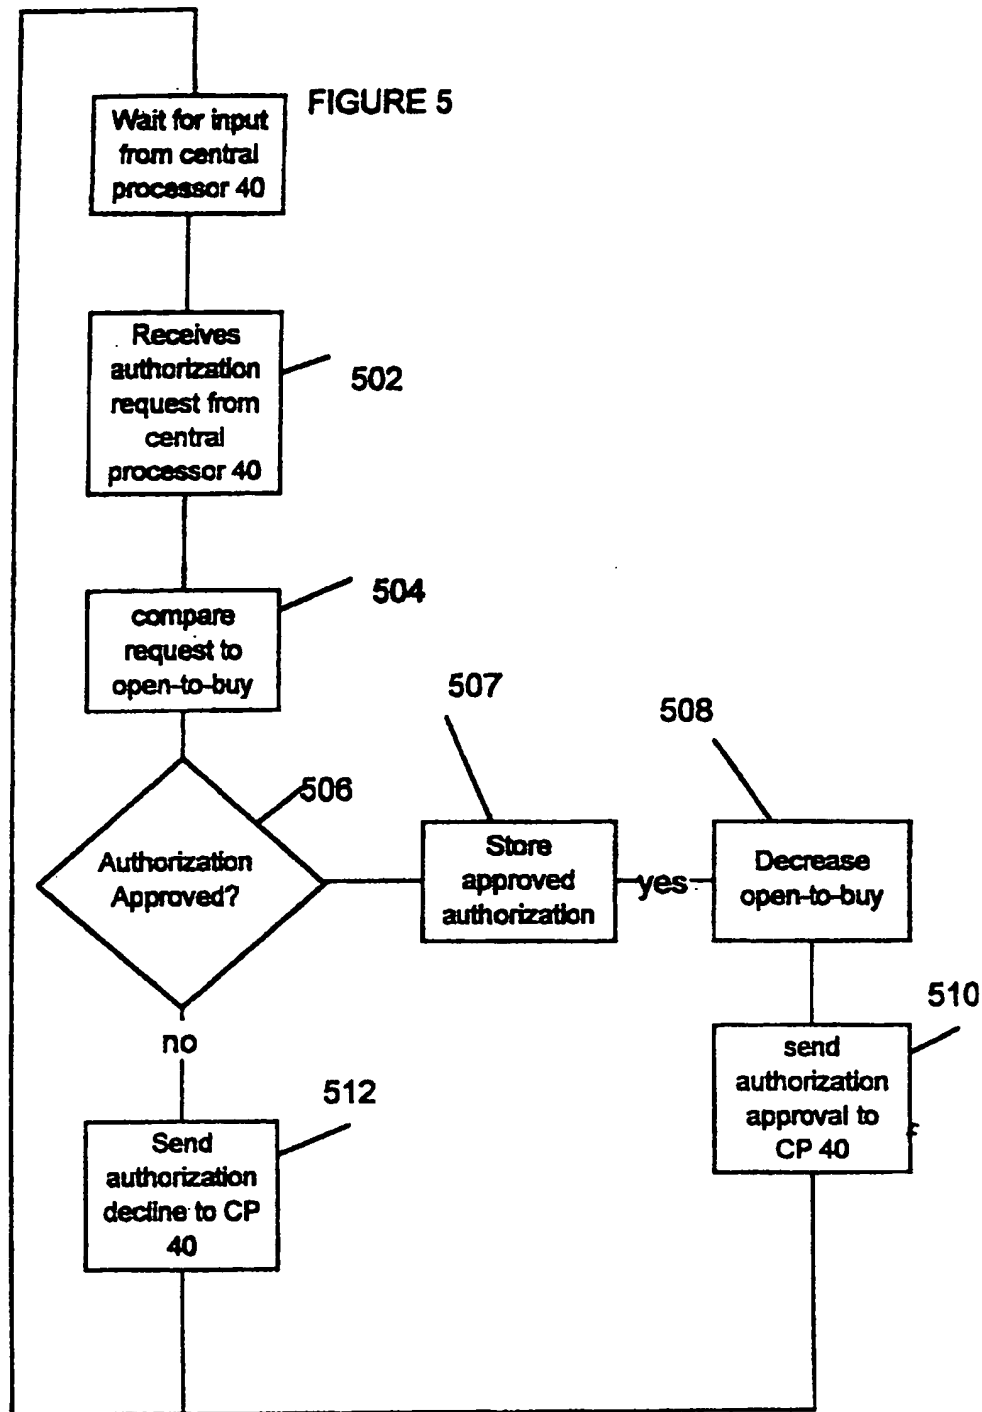 FIGURE 5
Wait for input
from central
processor 40
Receives
authorization
request from
central
processor 40
502
compare
request to
open-to-buy
504
Authorization
Approved?
506
507
Store
approved
authorization
yes
508
Decrease
open-to-buy
510
send
authorization
approval to
CP 40
no
512
Send
authorization
decline to CP
40